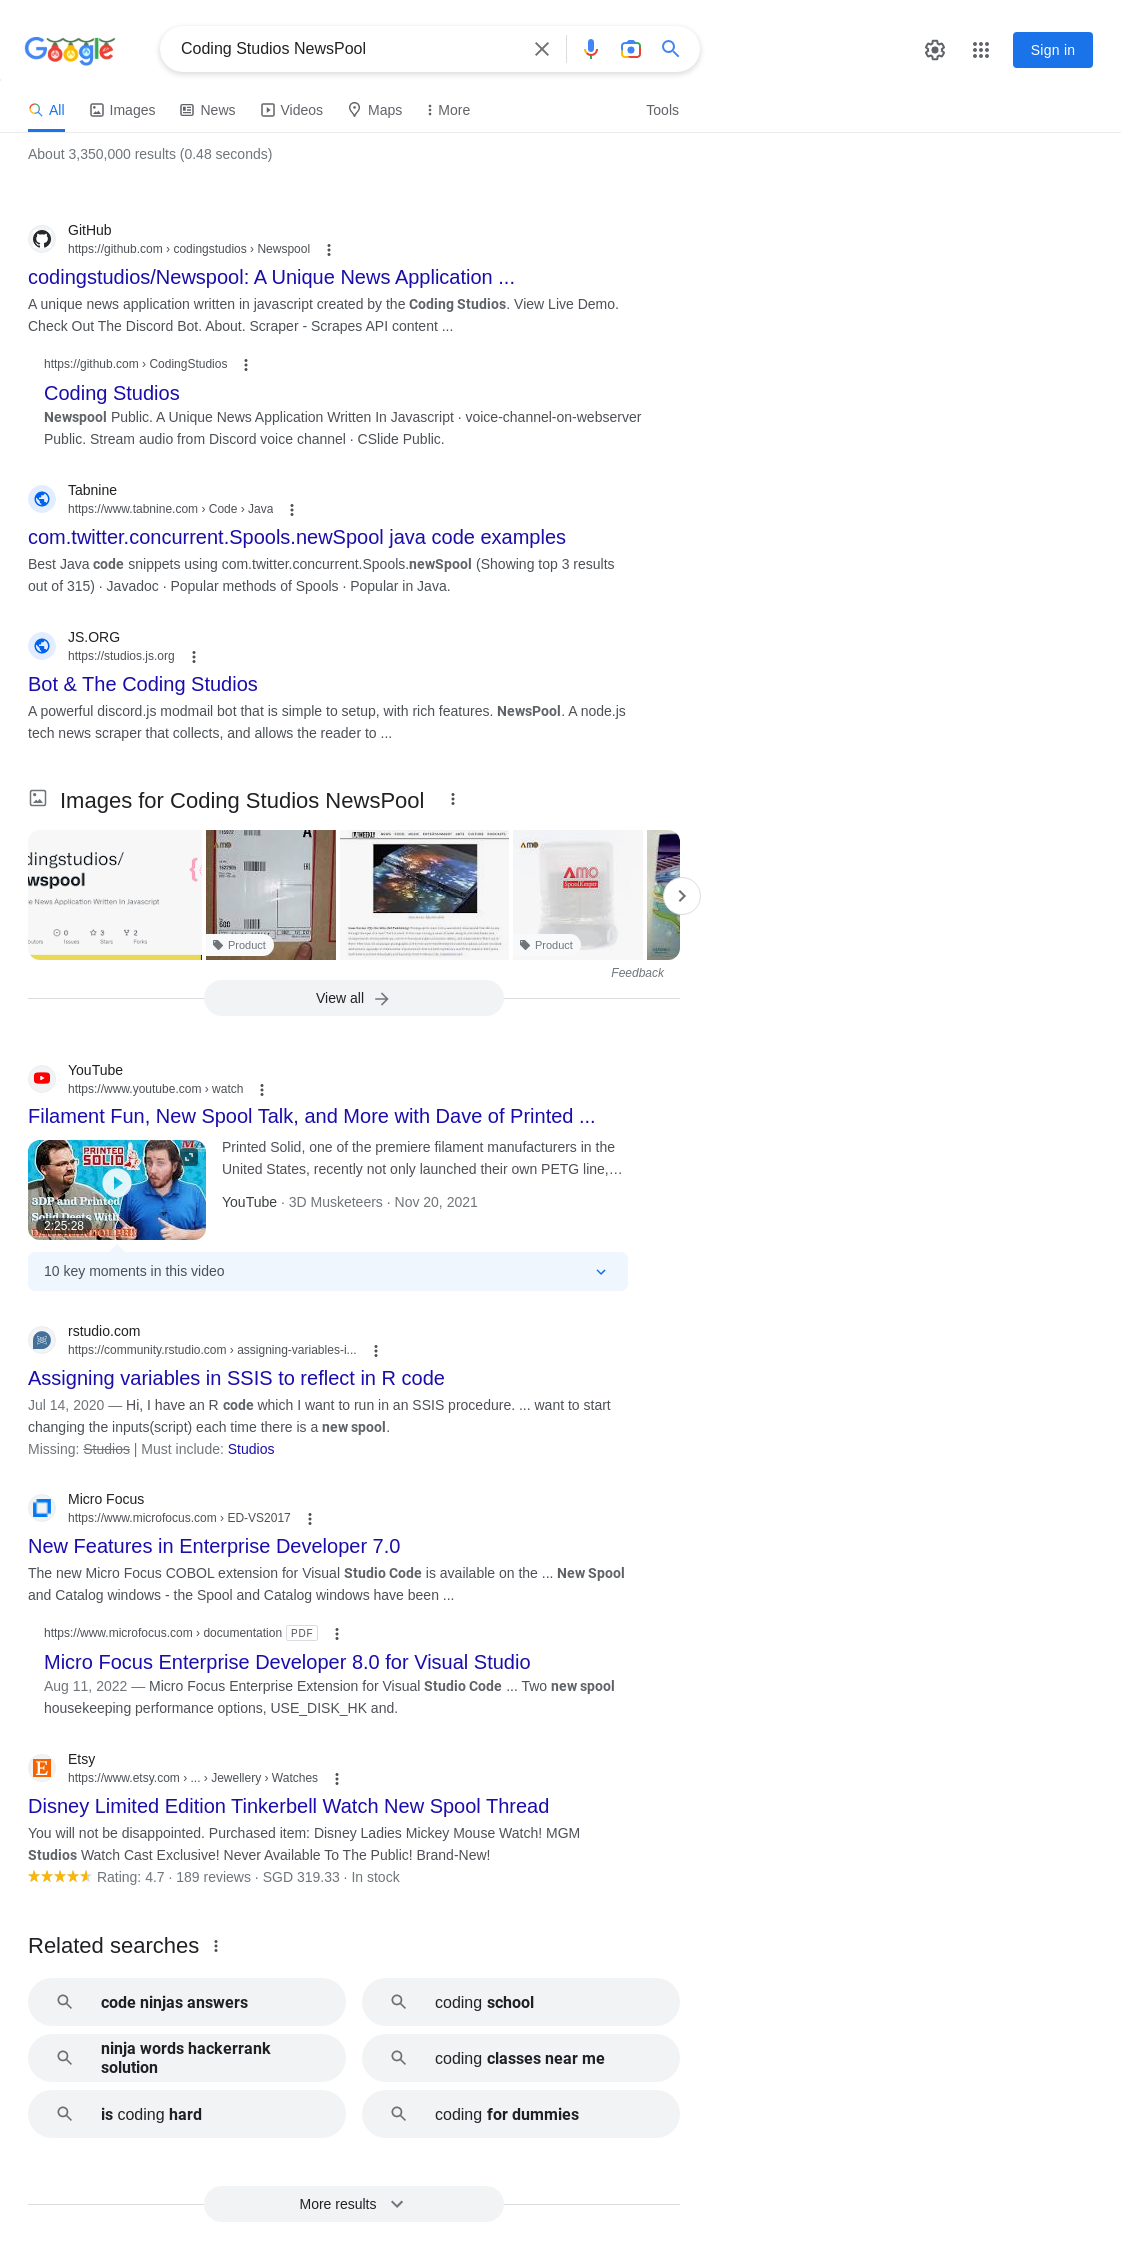 Google
Coding Studios NewsPool
Sign in
All
Images
News
Videos
Maps
More
Tools
About 3,350,000 results (0.48 seconds)
GitHub
https://github.com › codingstudios › Newspool
codingstudios/Newspool: A Unique News Application ...
A unique news application written in javascript created by the Coding Studios. View Live Demo.
Check Out The Discord Bot. About. Scraper - Scrapes API content ...
https://github.com › CodingStudios
Coding Studios
Newspool Public. A Unique News Application Written In Javascript · voice-channel-on-webserver
Public. Stream audio from Discord voice channel · CSlide Public.
Tabnine
https://www.tabnine.com › Code › Java
com.twitter.concurrent.Spools.newSpool java code examples
Best Java code snippets using com.twitter.concurrent.Spools.newSpool (Showing top 3 results
out of 315) · Javadoc · Popular methods of Spools · Popular in Java.
JS.ORG
https://studios.js.org
Bot & The Coding Studios
A powerful discord.js modmail bot that is simple to setup, with rich features. NewsPool. A node.js
tech news scraper that collects, and allows the reader to ...
Images for Coding Studios NewsPool
dingstudios/
wspool
e News Application Written In Javascript
0
3
2
Issues
Stars
Forks
Product
AMO
AMO
SpoolKeeper
Product
Feedback
View all
YouTube
https://www.youtube.com › watch
Filament Fun, New Spool Talk, and More with Dave of Printed ...
PRINTED
SOLID
3DP and Printed
Solid Deets With
2:25:28
Printed Solid, one of the premiere filament manufacturers in the
United States, recently not only launched their own PETG line,…
YouTube · 3D Musketeers · Nov 20, 2021
10 key moments in this video
rstudio.com
https://community.rstudio.com › assigning-variables-i...
Assigning variables in SSIS to reflect in R code
Jul 14, 2020 — Hi, I have an R code which I want to run in an SSIS procedure. ... want to start
changing the inputs(script) each time there is a new spool.
Missing: Studios | Must include: Studios
Micro Focus
https://www.microfocus.com › ED-VS2017
New Features in Enterprise Developer 7.0
The new Micro Focus COBOL extension for Visual Studio Code is available on the ... New Spool
and Catalog windows - the Spool and Catalog windows have been ...
https://www.microfocus.com › documentation PDF
Micro Focus Enterprise Developer 8.0 for Visual Studio
Aug 11, 2022 — Micro Focus Enterprise Extension for Visual Studio Code ... Two new spool
housekeeping performance options, USE_DISK_HK and.
Etsy
https://www.etsy.com › ... › Jewellery › Watches
Disney Limited Edition Tinkerbell Watch New Spool Thread
You will not be disappointed. Purchased item: Disney Ladies Mickey Mouse Watch! MGM
Studios Watch Cast Exclusive! Never Available To The Public! Brand-New!
Rating: 4.7 · 189 reviews · SGD 319.33 · In stock
Related searches
code ninjas answers
coding school
ninja words hackerrank
solution
coding classes near me
is coding hard
coding for dummies
More results